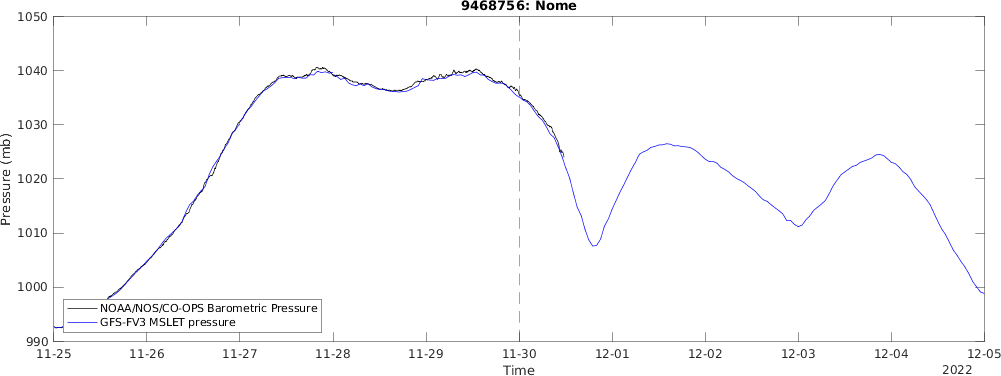 9468756: Nome
1050
1040
1030
1020
1010
1000
990
Pressure (mb)
NOAA/NOS/CO-OPS Barometric Pressure
GFS-FV3 MSLET pressure
11-25 11-26 11-27 11-28 11-29 11-30 12-01 12-02 12-03 12-04 12-05
Time
2022